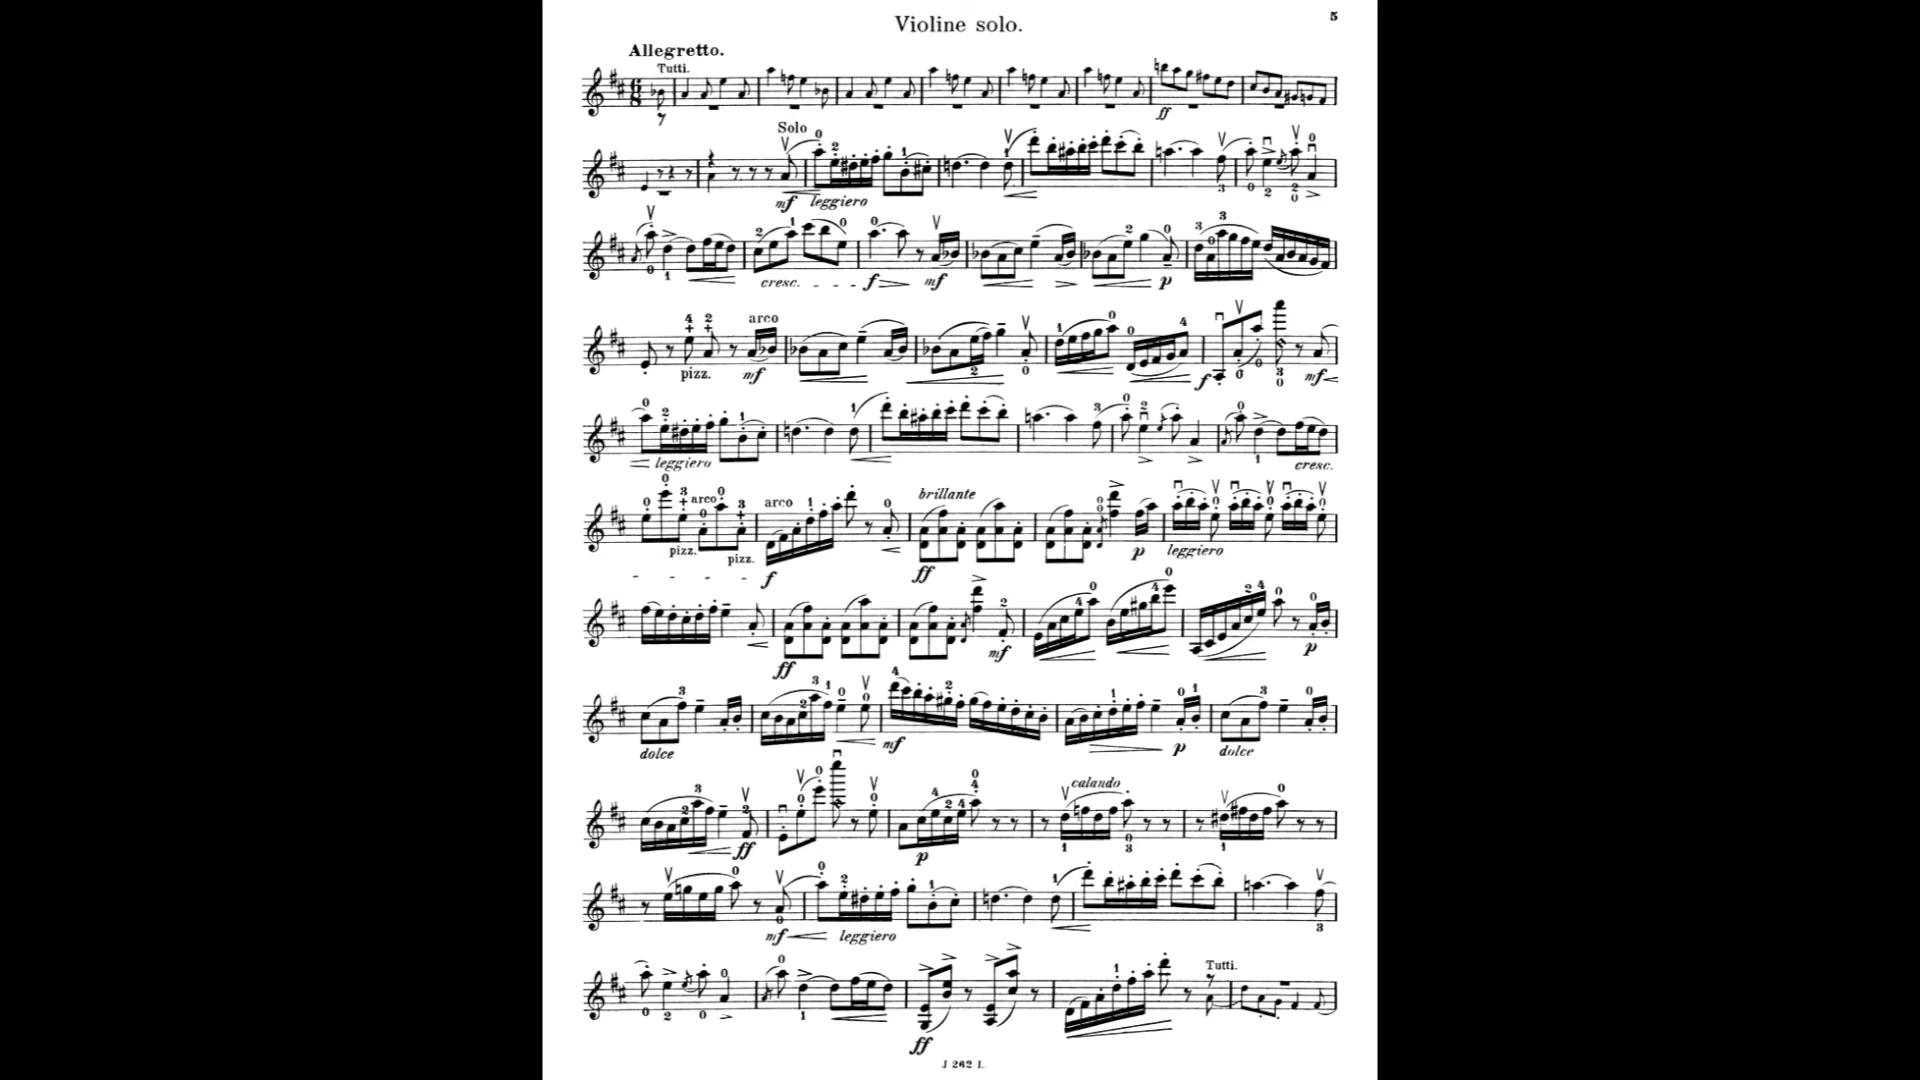 Violine solo.
5
Allegretto.
Tutti.
ff
Solo
mf leggiero
cresc. f mf p
arco
pizz. mf f mf
leggiero cresc.
arco arco brillante
pizz. pizz. p leggiero
f ff
ff mf p
dolce mf p dolce
calando
ff p
mf leggiero
Tutti.
ff
J 262 L.